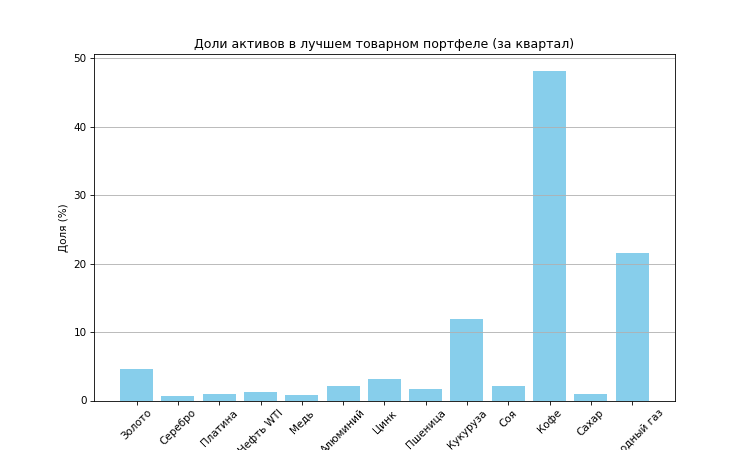 Доли активов в лучшем товарном портфеле (за квартал)
Доля (%)
50
40
30
20
10
0
Золото
Серебро
Платина
Нефть WTI
Медь
Алюминий
Цинк
Пшеница
Кукуруза
Соя
Кофе
Сахар
газ